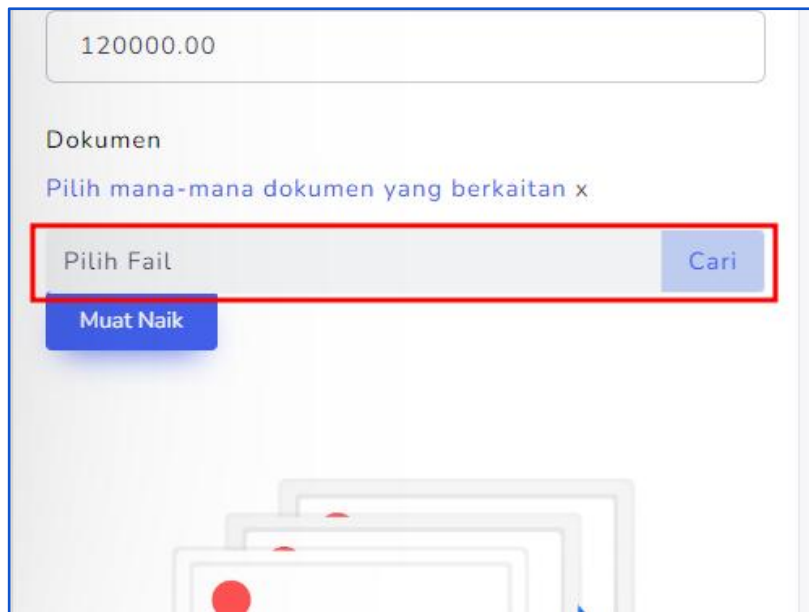 120000.00
Dokumen
Pilih mana-mana dokumen yang berkaitan x
Pilih Fail Cari
Muat Naik